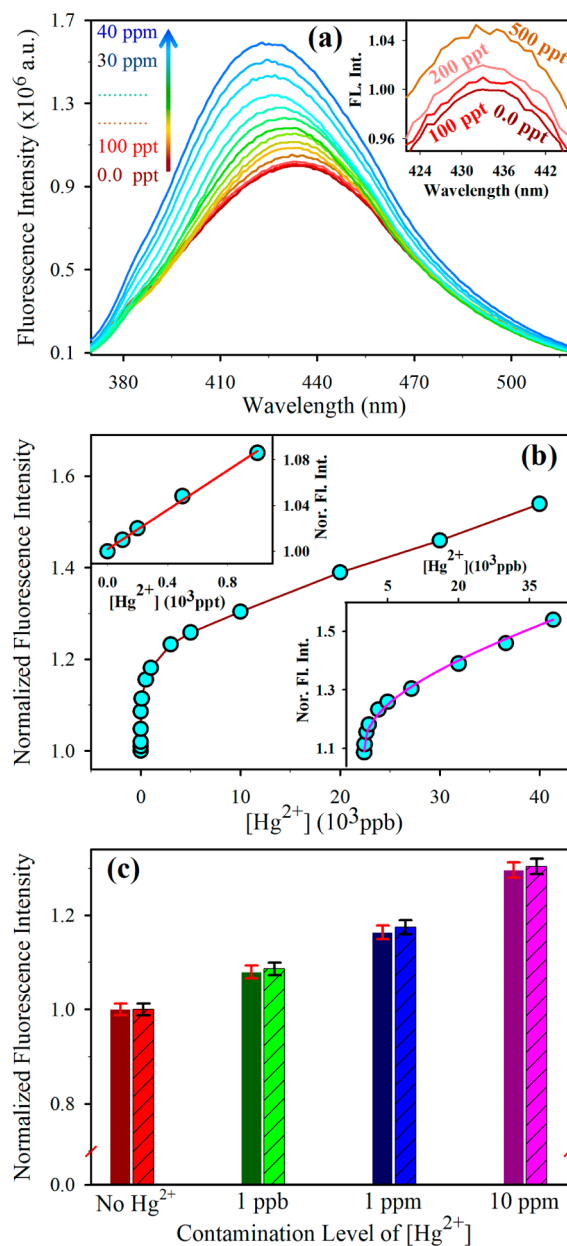 (a)
Fluorescence Intensity (x10⁶ a.u.)
1.7
1.3
0.9
0.5
0.1
40 ppm
30 ppm
100 ppt
0.0 ppt
FL. Int.
1.04
1.00
0.96
500 ppt
200 ppt
100 ppt
0.0 ppt
424 430 436 442
Wavelength (nm)
380 410 440 470 500
Wavelength (nm)
(b)
Normalized Fluorescence Intensity
1.6
1.4
1.2
1.0
1.08
1.04
1.00
Nor. Fl. Int.
0.0 0.4 0.8
[Hg²⁺] (10³ppt)
[Hg²⁺](10³ppb)
5 20 40
Nor. Fl. Int.
1.5
1.3
1.1
0 10 20 30 40
[Hg²⁺] (10³ppb)
(c)
Normalized Fluorescence Intensity
1.2
1.0
0.8
0.0
No Hg²⁺ 1 ppb 1 ppm 10 ppm
Contamination Level of [Hg²⁺]